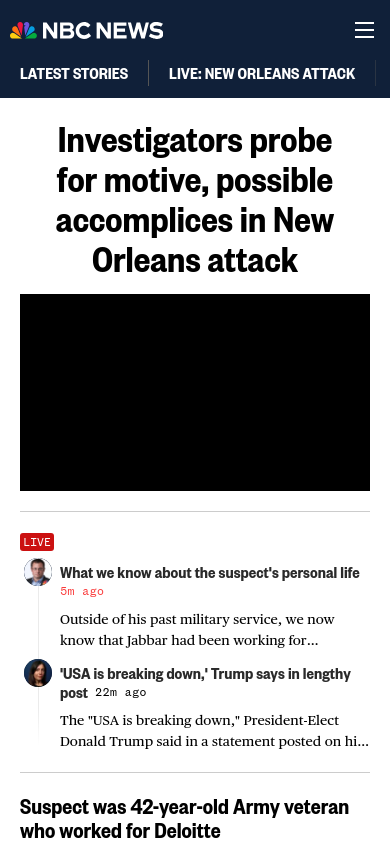 NBC NEWS
LATEST STORIES
LIVE: NEW ORLEANS ATTACK
Investigators probe
for motive, possible
accomplices in New
Orleans attack
LIVE
What we know about the suspect's personal life
5m ago
Outside of his past military service, we now
know that Jabbar had been working for...
'USA is breaking down,' Trump says in lengthy
post 22m ago
The "USA is breaking down," President-Elect
Donald Trump said in a statement posted on hi...
Suspect was 42-year-old Army veteran
who worked for Deloitte